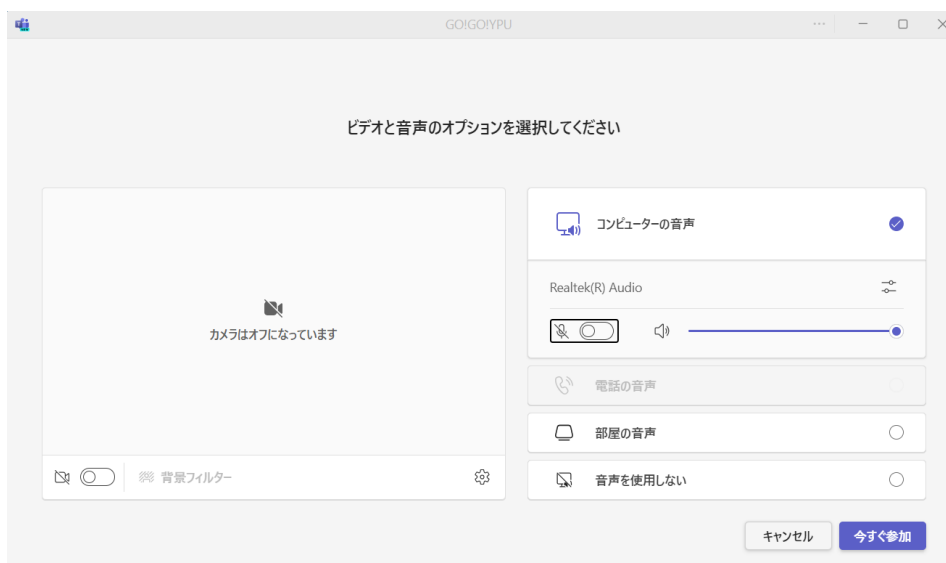 GO!GO!YPU
ビデオと音声のオプションを選択してください
カメラはオフになっています
背景フィルター
コンピューターの音声
Realtek(R) Audio
電話の音声
部屋の音声
音声を使用しない
キャンセル
今すぐ参加